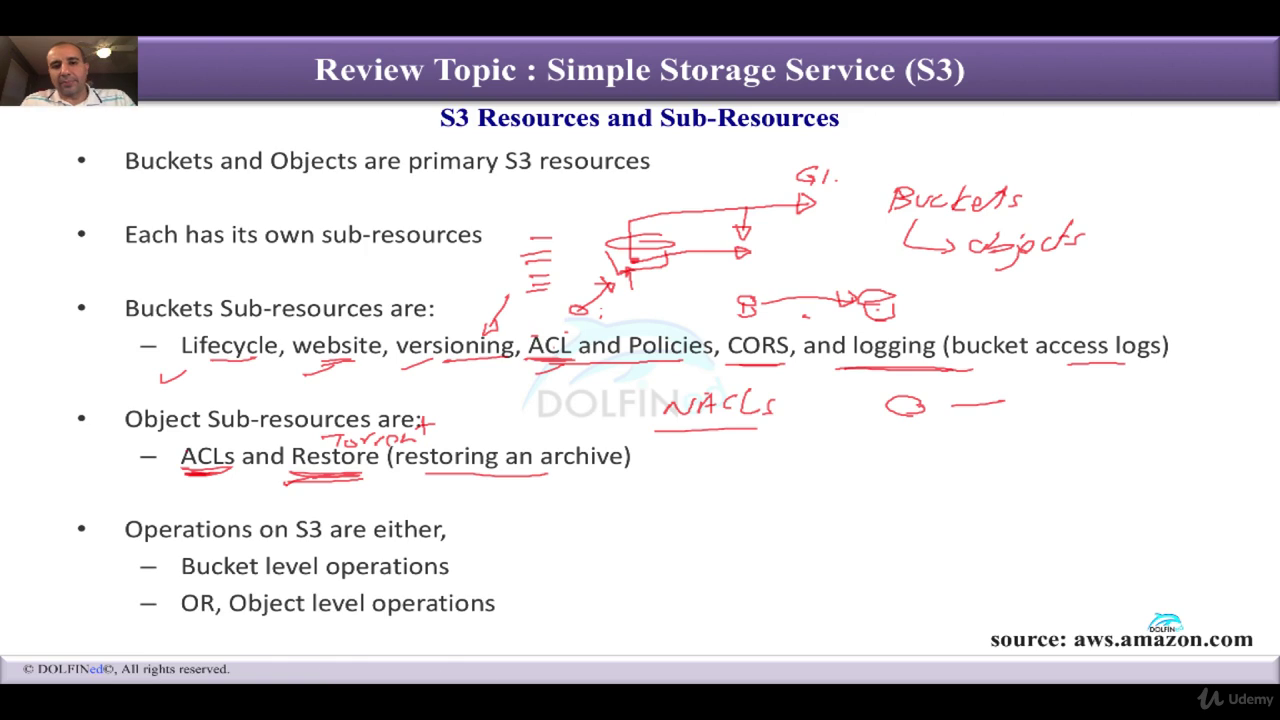 Review Topic : Simple Storage Service (S3)
S3 Resources and Sub-Resources
• Buckets and Objects are primary S3 resources
Gl.
Buckets
objects
• Each has its own sub-resources
• Buckets Sub-resources are:
B
– Lifecycle, website, versioning, ACL and Policies, CORS, and logging (bucket access logs)
DOLFINed
NACLs
• Object Sub-resources are:
Torrent
– ACLs and Restore (restoring an archive)
• Operations on S3 are either,
– Bucket level operations
– OR, Object level operations
DOLFINed
source: aws.amazon.com
© DOLFINed©, All rights reserved.
Udemy